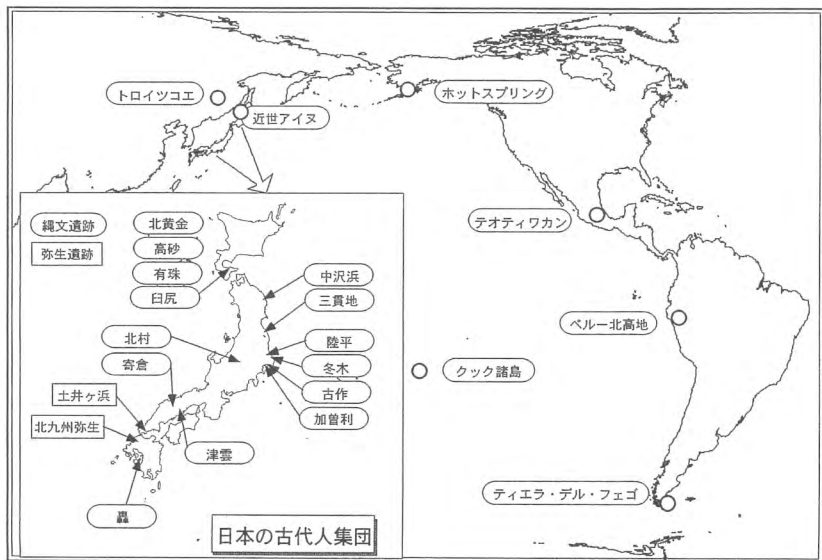 トロイツコエ
近世アイヌ
ホットスプリング
テオティワカン
ペルー北高地
クック諸島
ティエラ・デル・フェゴ
縄文遺跡
弥生遺跡
北黄金
高砂
有珠
臼尻
中沢浜
三貫地
北村
陸平
寄倉
冬木
土井ヶ浜
古作
北九州弥生
加曽利
津雲
轟
日本の古代人集団